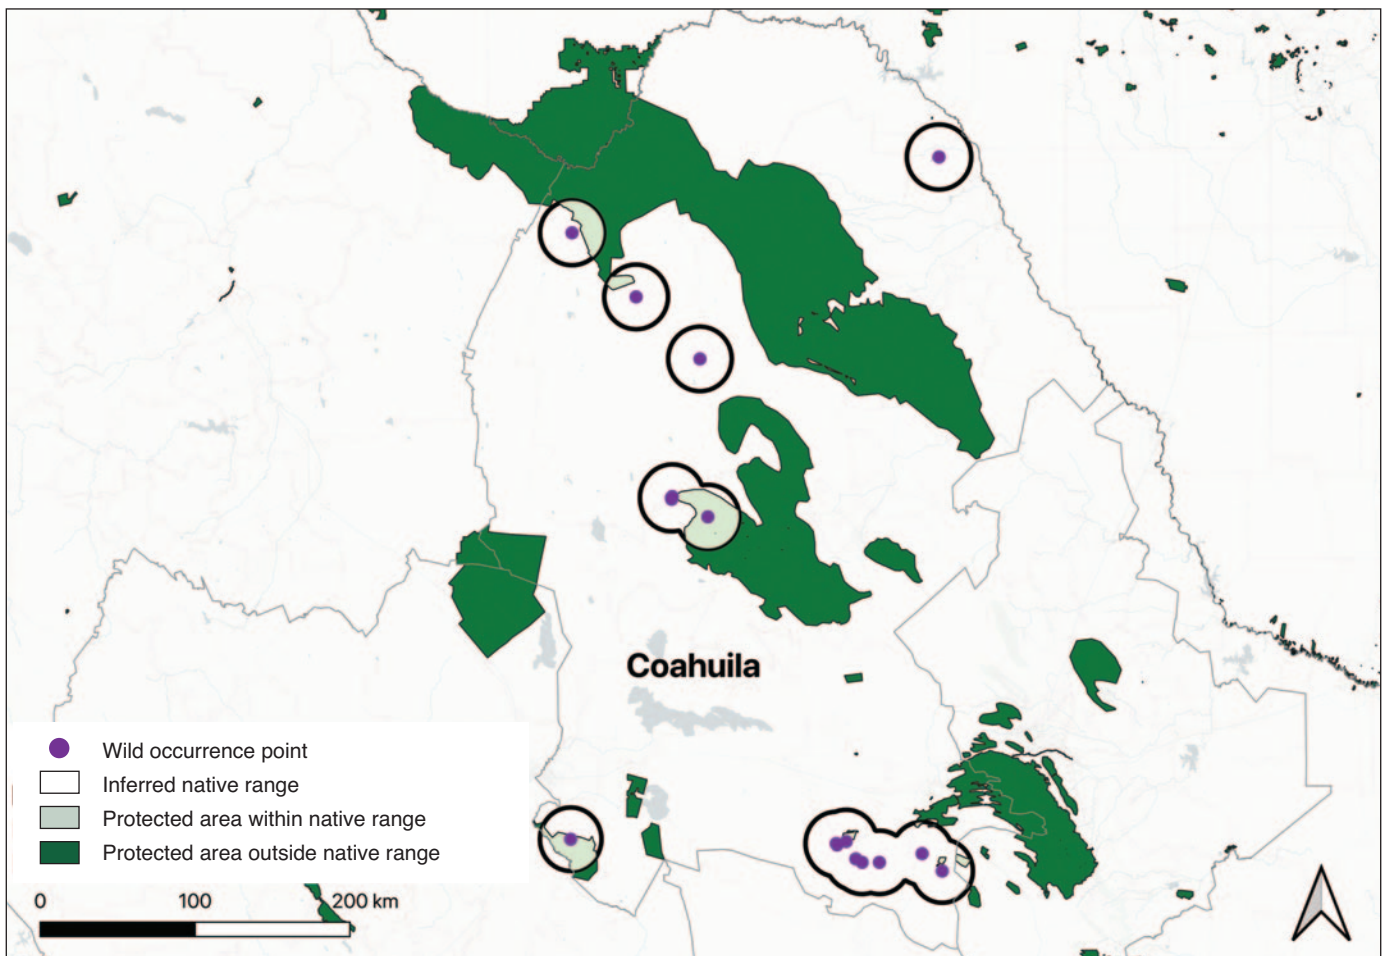 Coahuila
Wild occurrence point
Inferred native range
Protected area within native range
Protected area outside native range
0 100 200 km